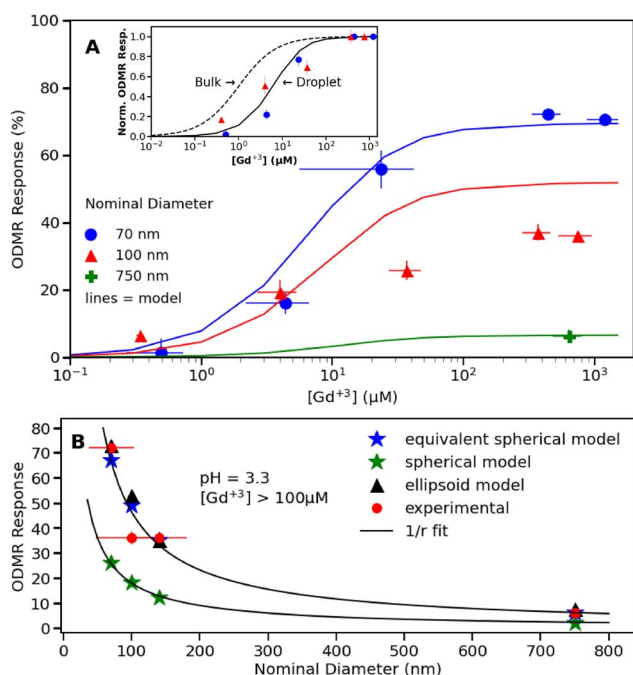 A
100
80
60
40
20
0
ODMR Response (%)
10⁻¹
10⁰
10¹
10²
10³
[Gd⁺³] (μM)
Norm. ODMR Resp.
1.0
0.8
0.6
0.4
0.2
0.0
Bulk →
← Droplet
10⁻² 10⁻¹ 10⁰ 10¹ 10² 10³
[Gd⁺³] (μM)
Nominal Diameter
70 nm
100 nm
750 nm
lines = model
B
80
70
60
50
40
30
20
10
0
ODMR Response
pH = 3.3
[Gd⁺³] > 100μM
equivalent spherical model
spherical model
ellipsoid model
experimental
1/r fit
0 100 200 300 400 500 600 700 800
Nominal Diameter (nm)